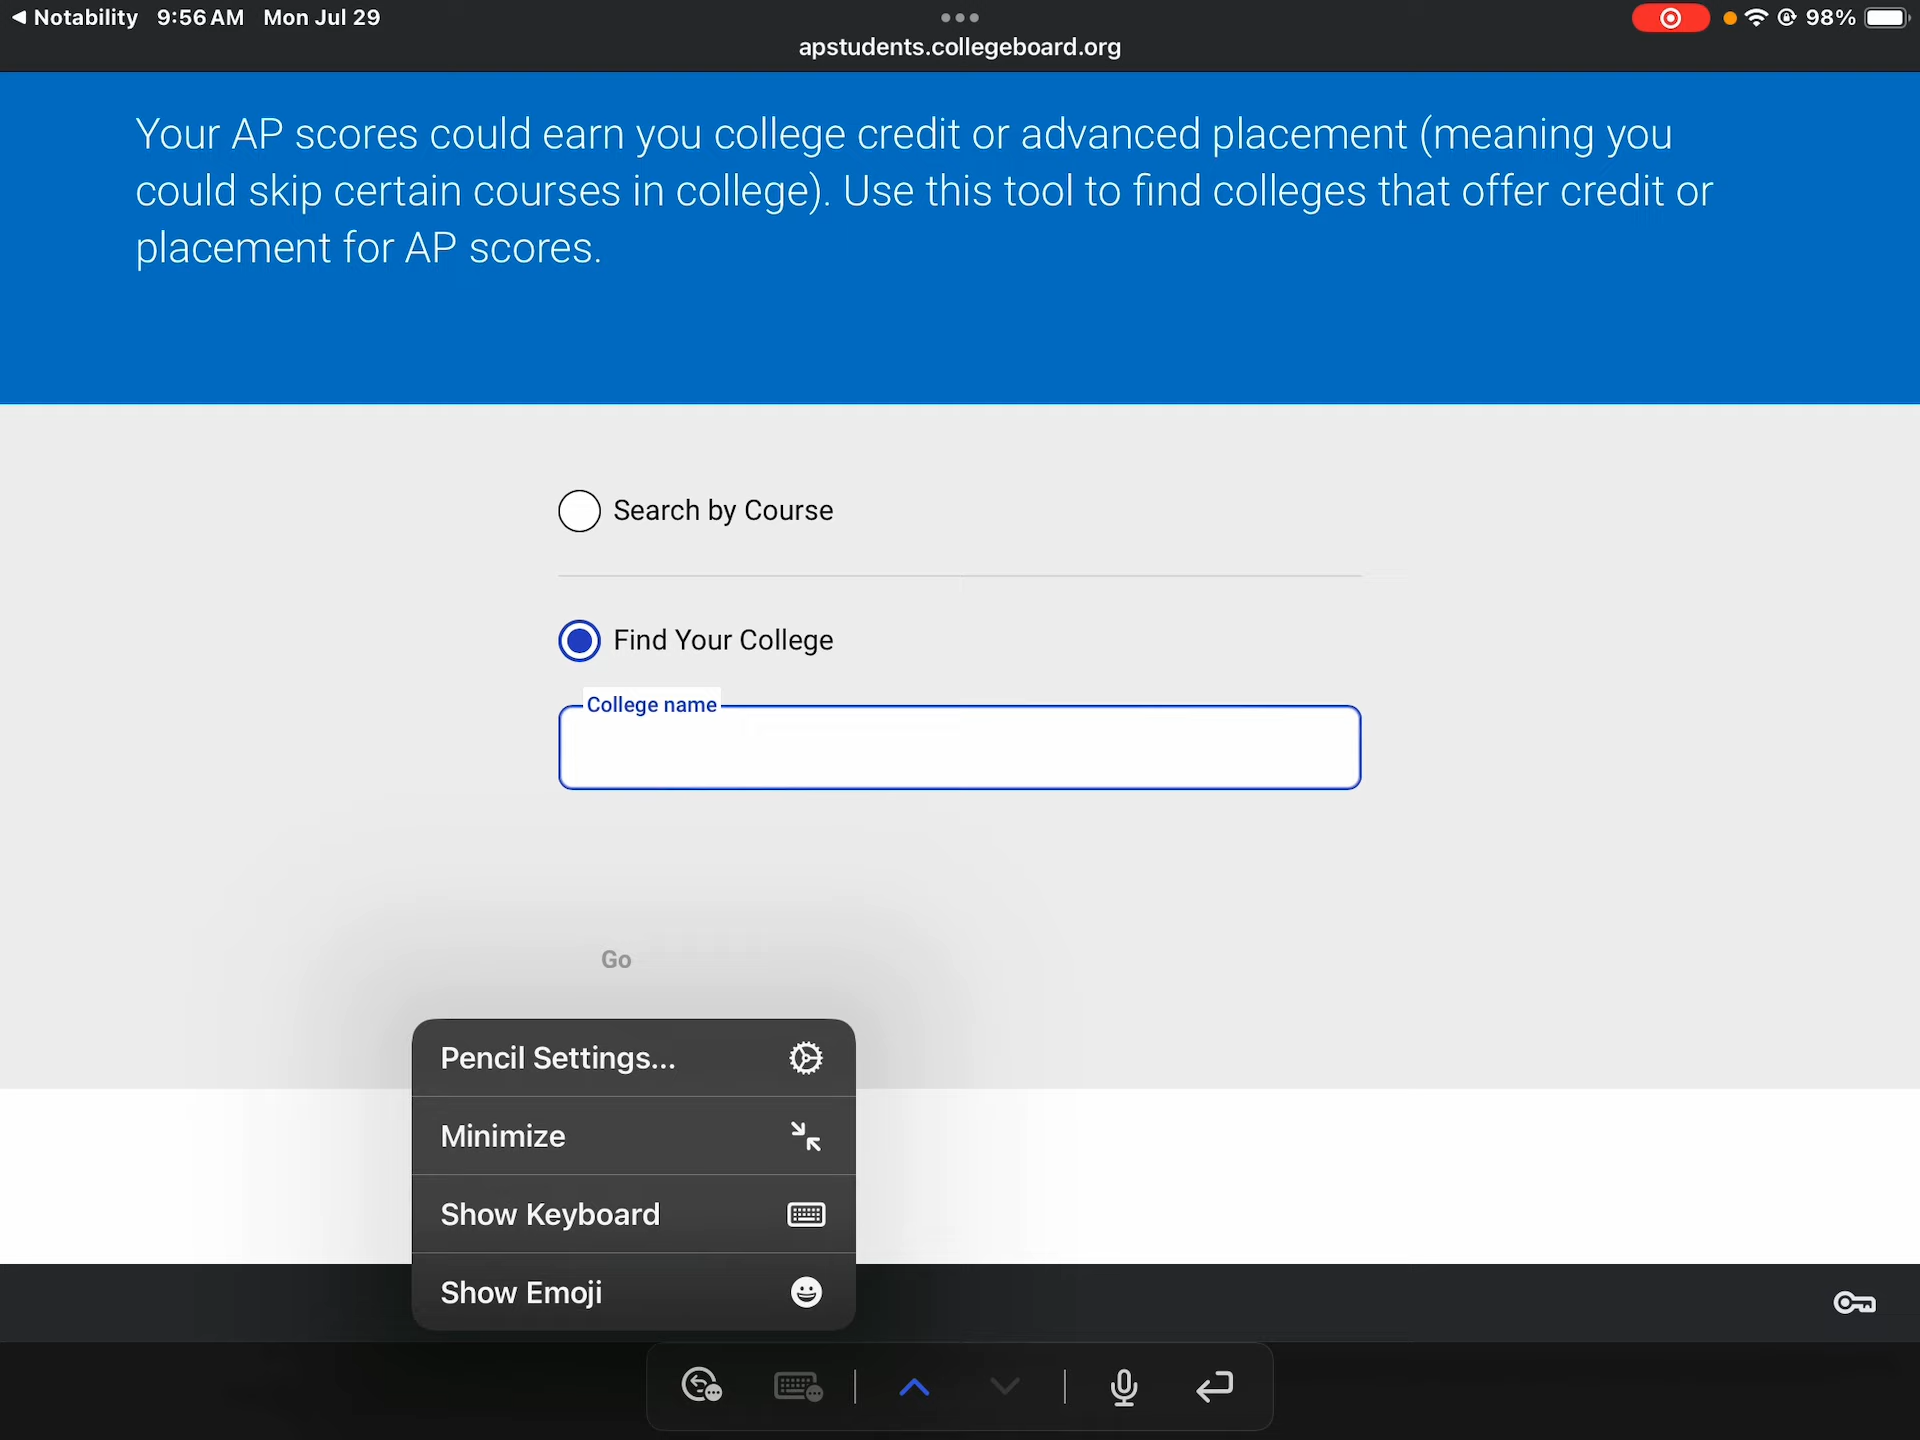 Notability 9:56 AM Mon Jul 29
98%
apstudents.collegeboard.org
Your AP scores could earn you college credit or advanced placement (meaning you
could skip certain courses in college). Use this tool to find colleges that offer credit or
placement for AP scores.
Search by Course
Find Your College
College name
Go
Pencil Settings...
Minimize
Show Keyboard
Show Emoji